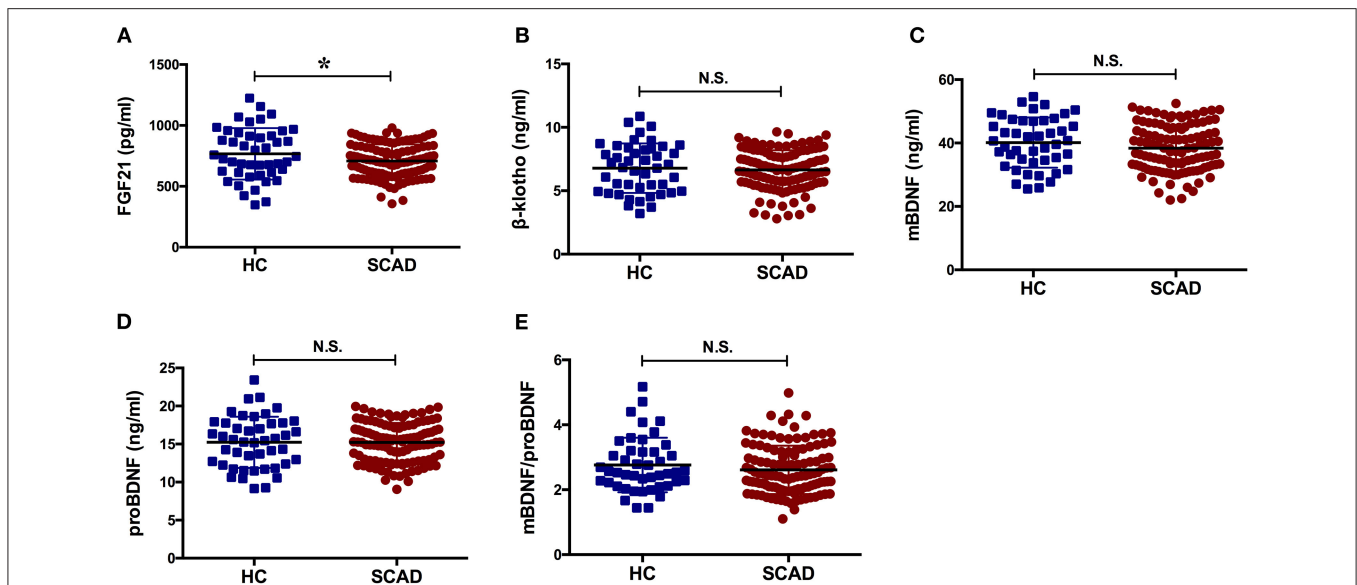 A
FGF21 (pg/ml)
1500
1000
500
0
*
HC
SCAD
B
β-klotho (ng/ml)
15
10
5
0
N.S.
HC
SCAD
C
mBDNF (ng/ml)
60
40
20
0
N.S.
HC
SCAD
D
proBDNF (ng/ml)
25
20
15
10
5
0
N.S.
HC
SCAD
E
mBDNF/proBDNF
6
4
2
0
N.S.
HC
SCAD